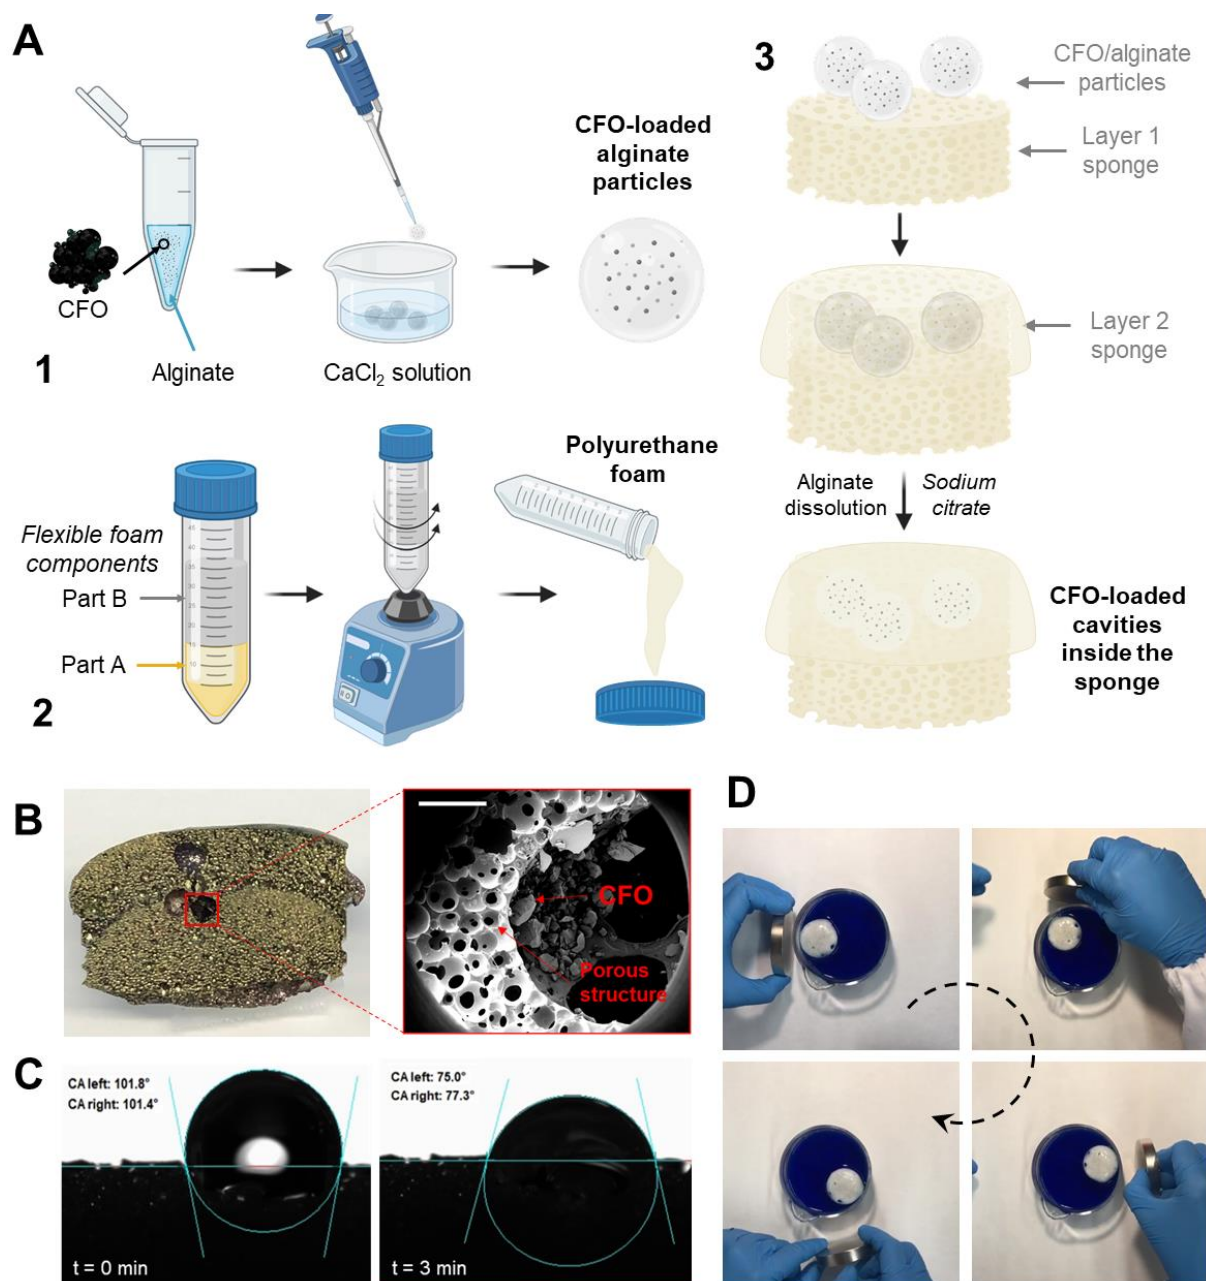 A
CFO
Alginate
1
CaCl₂ solution
CFO-loaded
alginate
particles
3
CFO/alginate
particles
Layer 1
sponge
Layer 2
sponge
Alginate
dissolution
Sodium
citrate
CFO-loaded
cavities
inside the
sponge
Flexible foam
components
Part B
Part A
2
Polyurethane
foam
B
CFO
Porous
structure
C
CA left: 101.8°
CA right: 101.4°
t = 0 min
CA left: 75.0°
CA right: 77.3°
t = 3 min
D